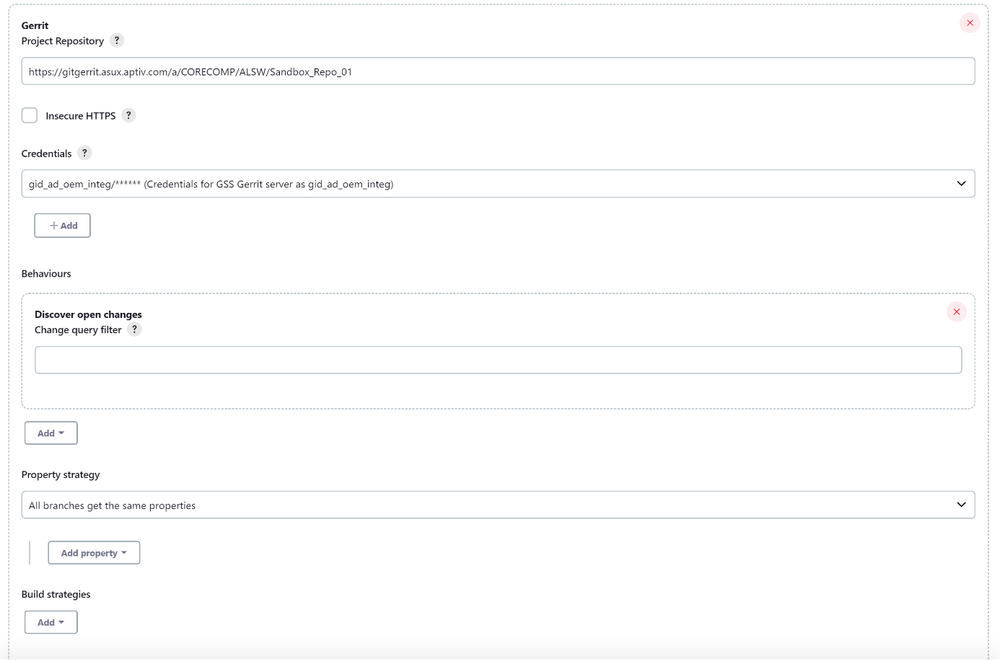 Gerrit
Project Repository ?
https://gitgerrit.asux.aptiv.com/a/CORECOMP/ALSW/Sandbox_Repo_01
Insecure HTTPS ?
Credentials ?
gid_ad_oem_integ/****** (Credentials for GSS Gerrit server as gid_ad_oem_integ)
+ Add
Behaviours
Discover open changes
Change query filter ?
Add
Property strategy
All branches get the same properties
Add property
Build strategies
Add